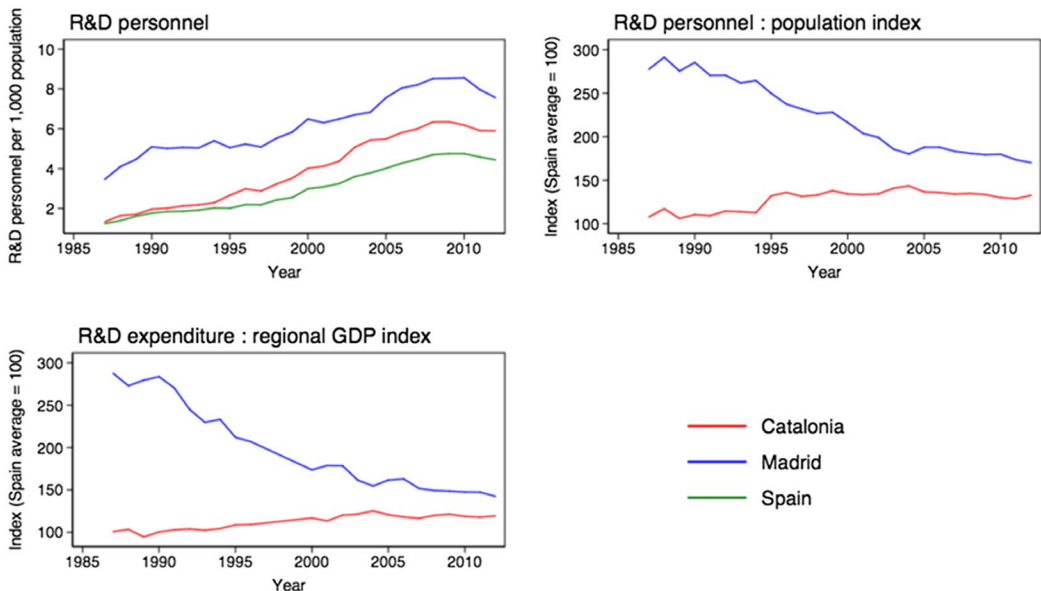 R&D personnel
R&D personnel per 1,000 population
10
8
6
4
2
1985 1990 1995 2000 2005 2010
Year
R&D personnel : population index
Index (Spain average = 100)
300
250
200
150
100
1985 1990 1995 2000 2005 2010
Year
R&D expenditure : regional GDP index
Index (Spain average = 100)
300
250
200
150
100
1985 1990 1995 2000 2005 2010
Year
Catalonia
Madrid
Spain